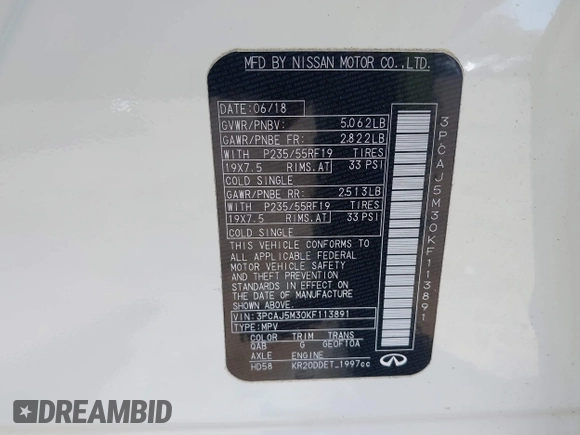 MFD BY NISSAN MOTOR CO.,LTD.
DATE: 06/18
GVWR/PNBV: 5.062LB
GAWR/PNBE FR: 2.822LB
WITH P235/55RF19 TIRES
19X7.5 RIMS.AT 33 PSI
COLD SINGLE
GAWR/PNBE RR: 2.513LB
WITH P235/55RF19 TIRES
19X7.5 RIMS.AT 33 PSI
COLD SINGLE
THIS VEHICLE CONFORMS TO
ALL APPLICABLE FEDERAL
MOTOR VEHICLE SAFETY
AND THEFT PREVENTION
STANDARDS IN EFFECT ON
THE DATE OF MANUFACTURE
SHOWN ABOVE.
VIN: 3PCAJ5M30KF113891
TYPE: MPV
COLOR TRIM TRANS
QAB G GEOF10A
AXLE ENGINE
HD58 KR20DDET_1997cc
3PCAJ5M30KF113891
INFINITI
DREAMBID